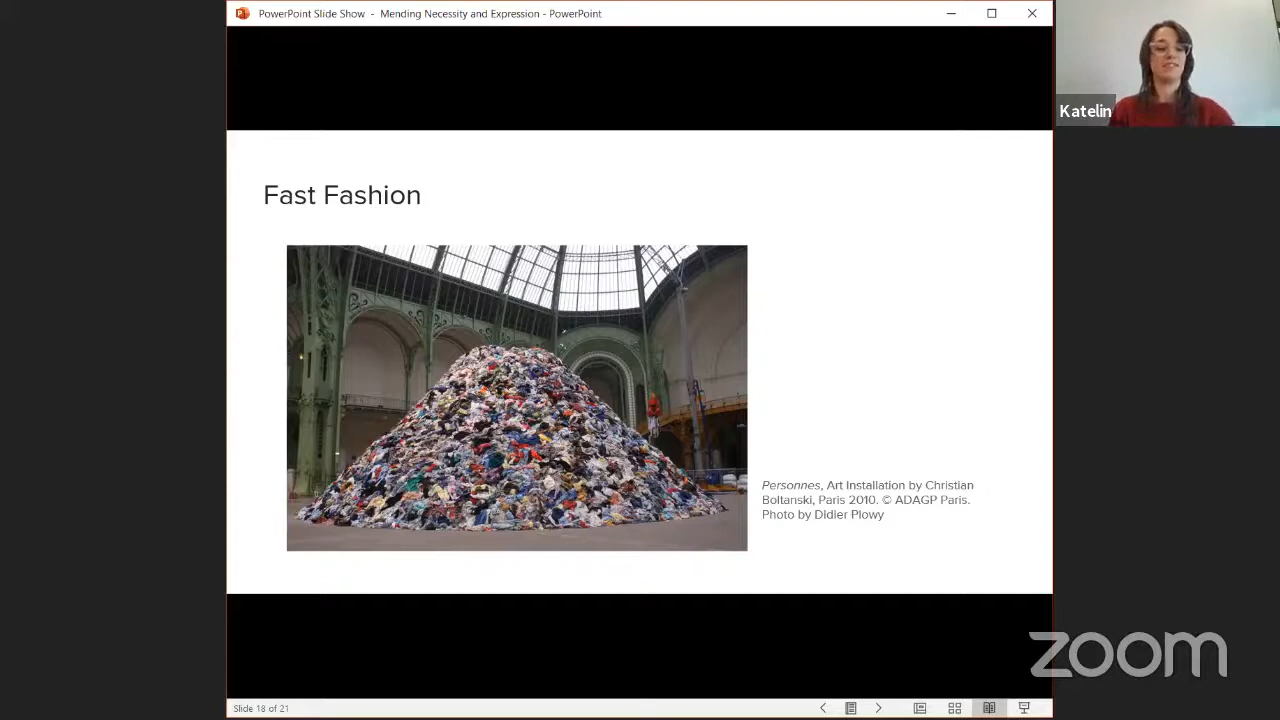 PowerPoint Slide Show - Mending Necessity and Expression - PowerPoint
Katelin
Fast Fashion
Personnes, Art Installation by Christian
Boltanski, Paris 2010. © ADAGP Paris.
Photo by Didier Plowy
zoom
Slide 18 of 21